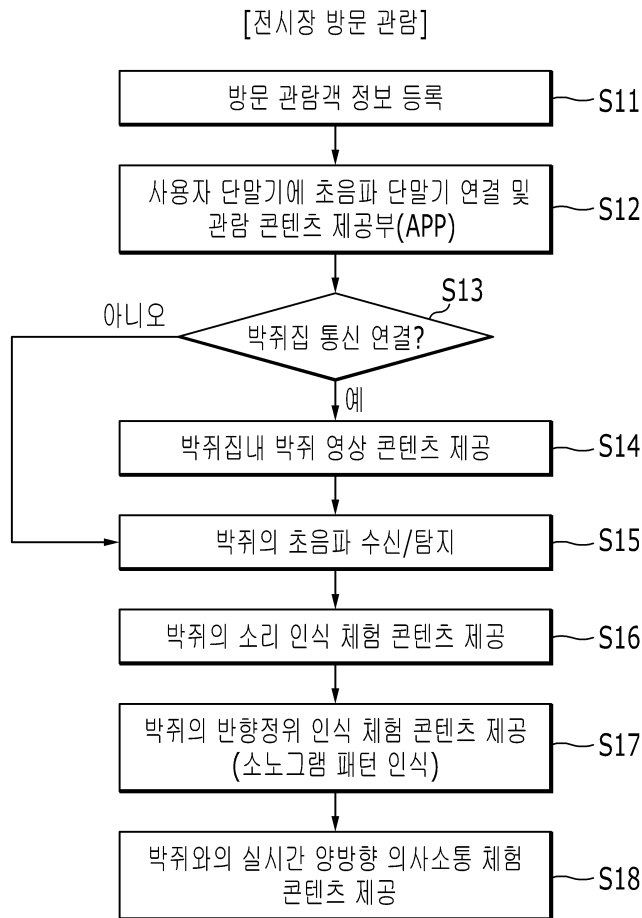 [전시장 방문 관람]
방문 관람객 정보 등록
S11
사용자 단말기에 초음파 단말기 연결 및
관람 콘텐츠 제공부(APP)
S12
S13
아니오
박쥐집 통신 연결?
예
박쥐집내 박쥐 영상 콘텐츠 제공
S14
박쥐의 초음파 수신/탐지
S15
박쥐의 소리 인식 체험 콘텐츠 제공
S16
박쥐의 반향정위 인식 체험 콘텐츠 제공
(소노그램 패턴 인식)
S17
박쥐와의 실시간 양방향 의사소통 체험
콘텐츠 제공
S18